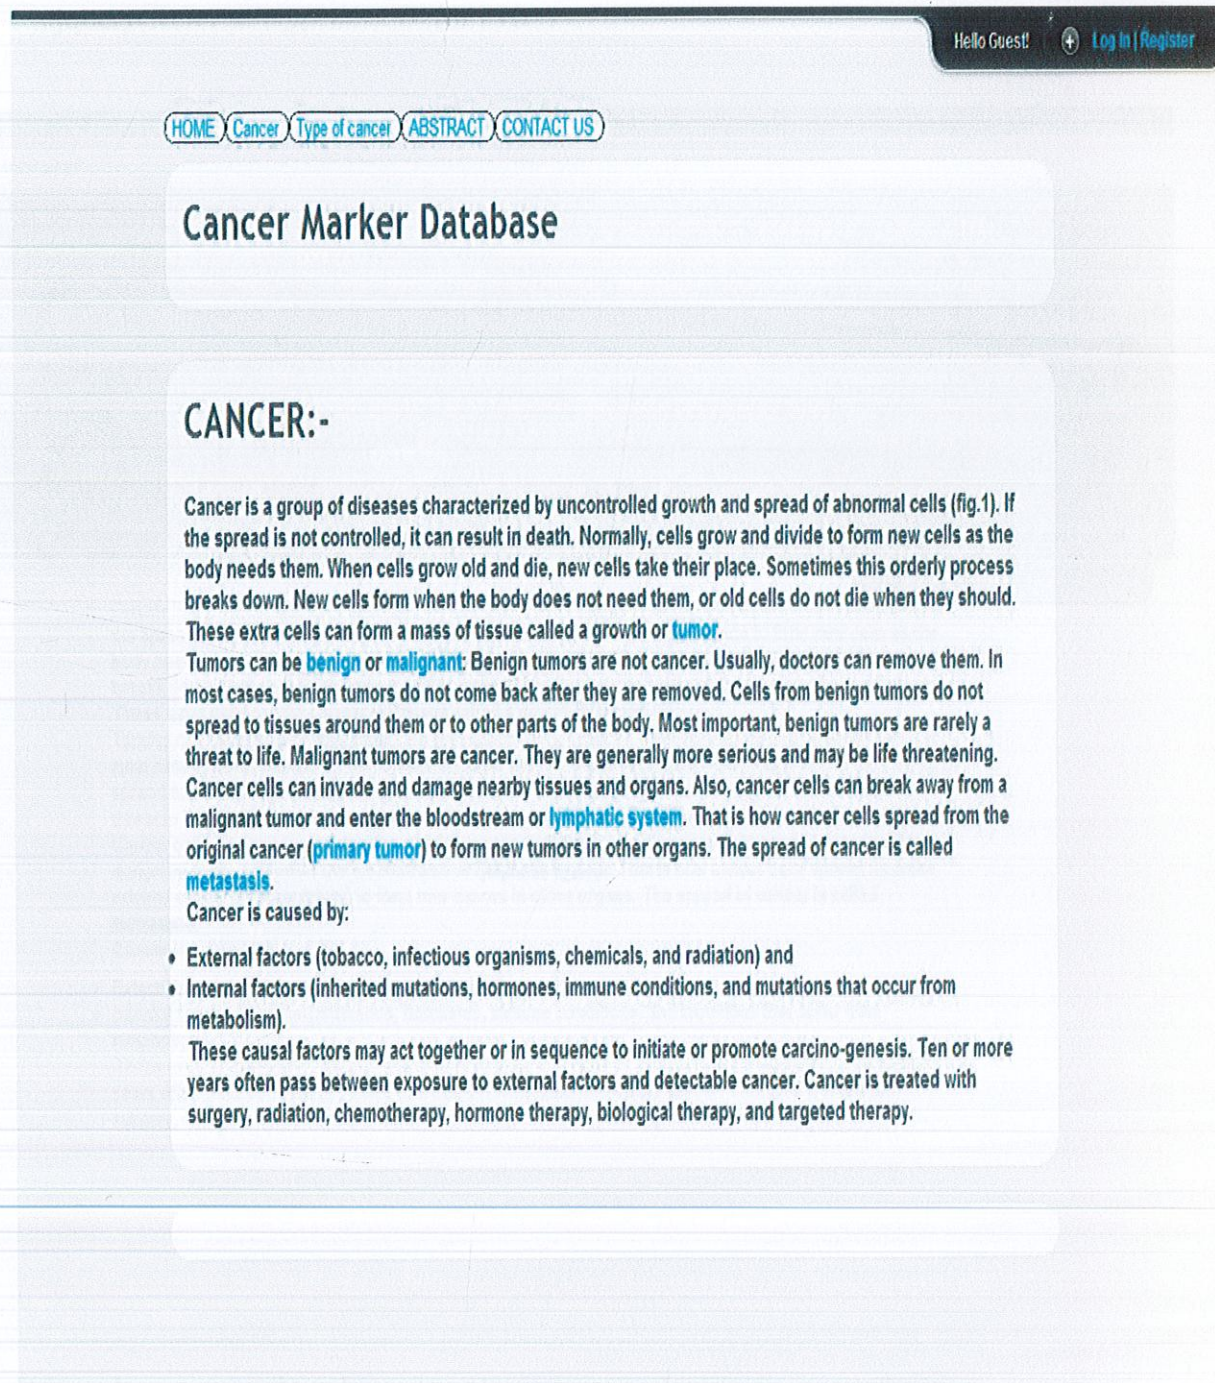 Hello Guest! Log In | Register
HOME Cancer Type of cancer ABSTRACT CONTACT US
Cancer Marker Database
CANCER:-
Cancer is a group of diseases characterized by uncontrolled growth and spread of abnormal cells (fig.1). If
the spread is not controlled, it can result in death. Normally, cells grow and divide to form new cells as the
body needs them. When cells grow old and die, new cells take their place. Sometimes this orderly process
breaks down. New cells form when the body does not need them, or old cells do not die when they should.
These extra cells can form a mass of tissue called a growth or tumor.
Tumors can be benign or malignant: Benign tumors are not cancer. Usually, doctors can remove them. In
most cases, benign tumors do not come back after they are removed. Cells from benign tumors do not
spread to tissues around them or to other parts of the body. Most important, benign tumors are rarely a
threat to life. Malignant tumors are cancer. They are generally more serious and may be life threatening.
Cancer cells can invade and damage nearby tissues and organs. Also, cancer cells can break away from a
malignant tumor and enter the bloodstream or lymphatic system. That is how cancer cells spread from the
original cancer (primary tumor) to form new tumors in other organs. The spread of cancer is called
metastasis.
Cancer is caused by:
• External factors (tobacco, infectious organisms, chemicals, and radiation) and
• Internal factors (inherited mutations, hormones, immune conditions, and mutations that occur from
metabolism).
These causal factors may act together or in sequence to initiate or promote carcino-genesis. Ten or more
years often pass between exposure to external factors and detectable cancer. Cancer is treated with
surgery, radiation, chemotherapy, hormone therapy, biological therapy, and targeted therapy.